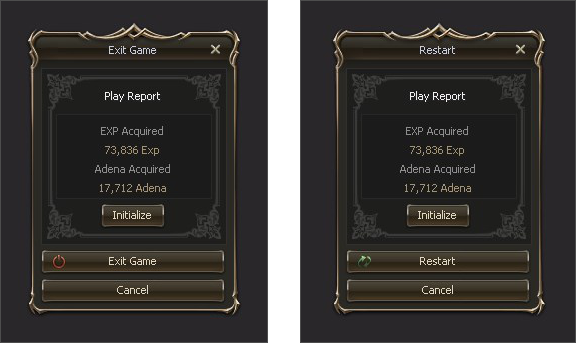 Exit Game
Play Report
EXP Acquired
73,836 Exp
Adena Acquired
17,712 Adena
Initialize
Exit Game
Cancel
Restart
Play Report
EXP Acquired
73,836 Exp
Adena Acquired
17,712 Adena
Initialize
Restart
Cancel